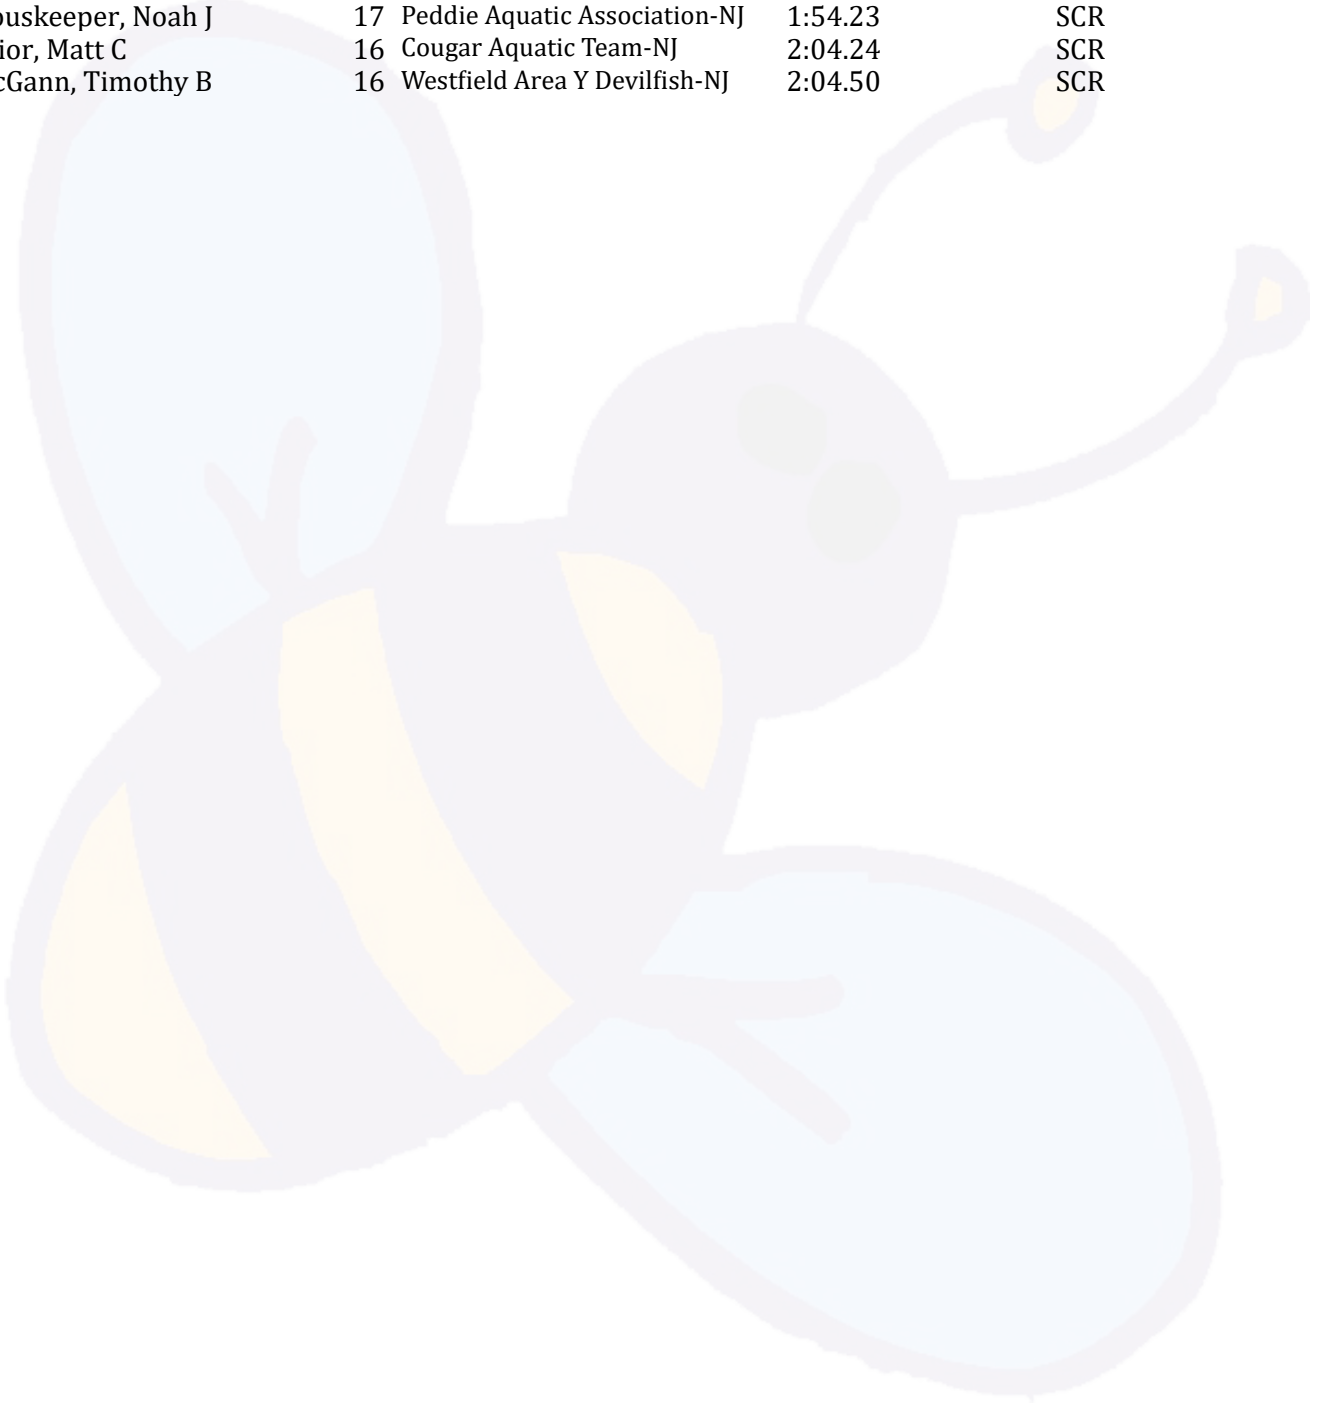 ouskeeper, Noah J 17 Peddie Aquatic Association-NJ 1:54.23 SCR
ior, Matt C 16 Cougar Aquatic Team-NJ 2:04.24 SCR
cGann, Timothy B 16 Westfield Area Y Devilfish-NJ 2:04.50 SCR